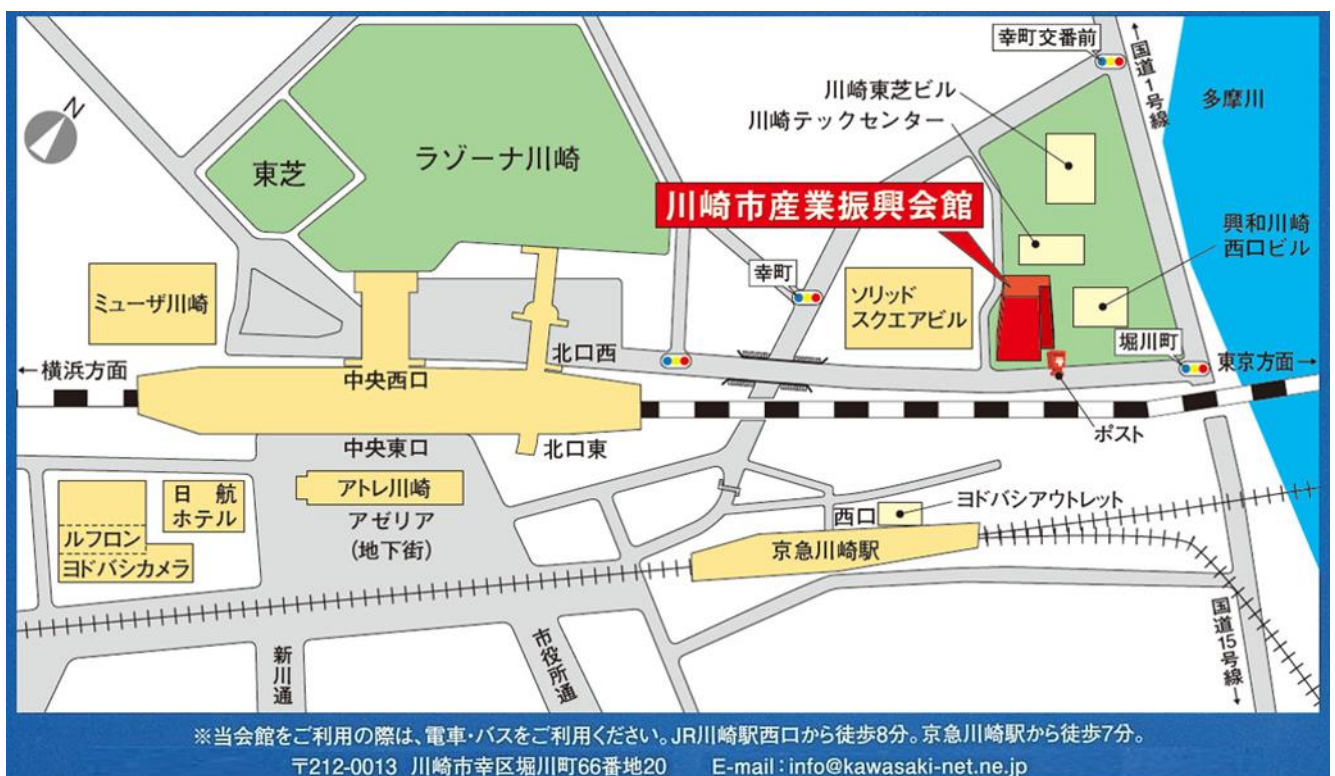 幸町交番前
←国道1号線
多摩川
川崎東芝ビル
川崎テックセンター
N
東芝
ラゾーナ川崎
川崎市産業振興会館
興和川崎
西口ビル
幸町
ミューザ川崎
ソリッド
スクエアビル
堀川町
北口西
←横浜方面
東京方面→
中央西口
中央東口
北口東
ポスト
アトレ川崎
日航
ホテル
アゼリア
(地下街)
ルフロン
ヨドバシカメラ
西口
ヨドバシアウトレット
京急川崎駅
新川通
市役所通
国道15号線→
※当会館をご利用の際は、電車・バスをご利用ください。JR川崎駅西口から徒歩8分。京急川崎駅から徒歩7分。
〒212-0013 川崎市幸区堀川町66番地20 E-mail:info@kawasaki-net.ne.jp